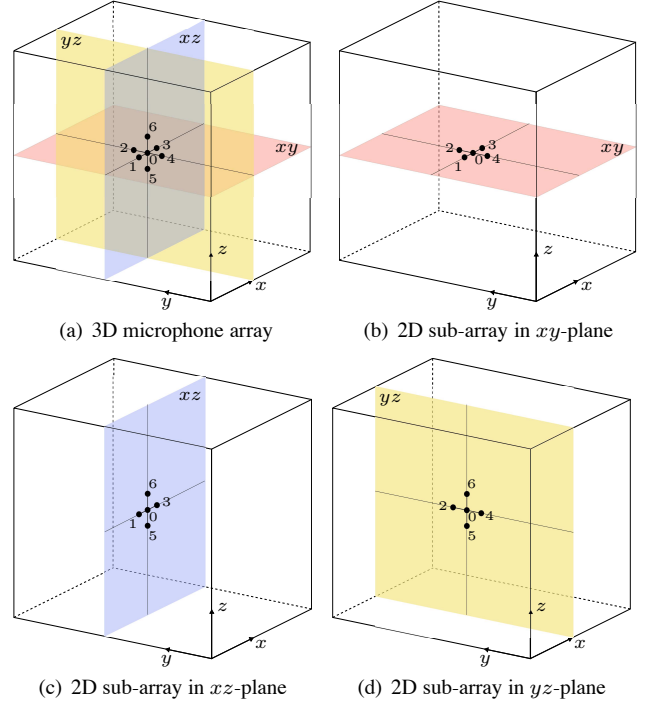 yz
xz
6
2
3
xy
1
0
4
5
z
y
x
(a) 3D microphone array
xy
2
3
1
0
4
z
y
x
(b) 2D sub-array in xy-plane
xz
6
3
1
0
5
z
y
x
(c) 2D sub-array in xz-plane
yz
6
2
0
4
5
z
y
x
(d) 2D sub-array in yz-plane